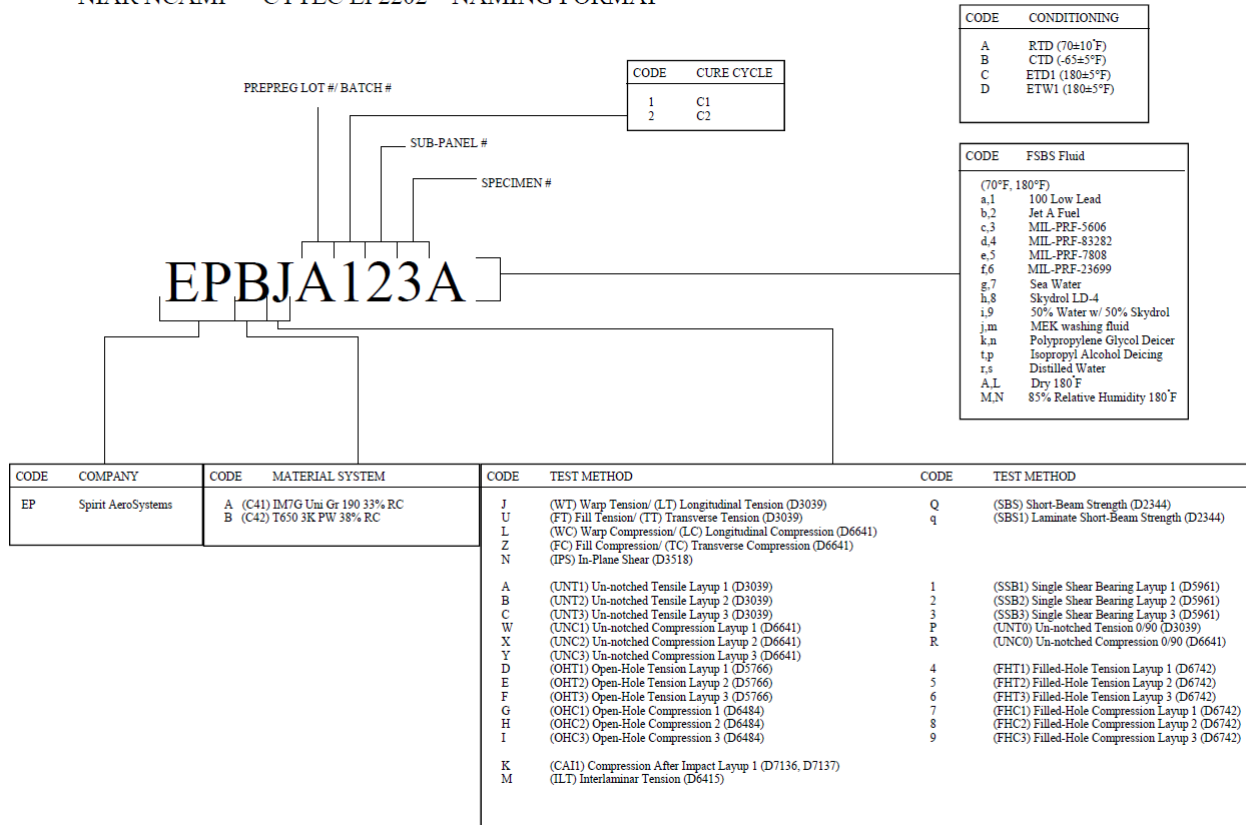 NIAR NCAMP CYTEC EP2202 NAMING FORMAT
CODE CONDITIONING
A RTD (70±10˚F)
B CTD (-65±5°F)
C ETD1 (180±5°F)
D ETW1 (180±5°F)
CODE CURE CYCLE
1 C1
2 C2
PREPREG LOT #/ BATCH #
SUB-PANEL #
SPECIMEN #
CODE FSBS Fluid
(70°F, 180°F)
a,1 100 Low Lead
b,2 Jet A Fuel
c,3 MIL-PRF-5606
d,4 MIL-PRF-83282
e,5 MIL-PRF-7808
f,6 MIL-PRF-23699
g,7 Sea Water
h,8 Skydrol LD-4
i,9 50% Water w/ 50% Skydrol
j,m MEK washing fluid
k,n Polypropylene Glycol Deicer
t,p Isopropyl Alcohol Deicing
r,s Distilled Water
A,L Dry 180˚F
M,N 85% Relative Humidity 180˚F
EPBJA123A
CODE COMPANY
EP Spirit AeroSystems
CODE MATERIAL SYSTEM
A (C41) IM7G Uni Gr 190 33% RC
B (C42) T650 3K PW 38% RC
CODE TEST METHOD
J (WT) Warp Tension/ (LT) Longitudinal Tension (D3039)
U (FT) Fill Tension/ (TT) Transverse Tension (D3039)
L (WC) Warp Compression/ (LC) Longitudinal Compression (D6641)
Z (FC) Fill Compression/ (TC) Transverse Compression (D6641)
N (IPS) In-Plane Shear (D3518)
A (UNT1) Un-notched Tensile Layup 1 (D3039)
B (UNT2) Un-notched Tensile Layup 2 (D3039)
C (UNT3) Un-notched Tensile Layup 3 (D3039)
W (UNC1) Un-notched Compression Layup 1 (D6641)
X (UNC2) Un-notched Compression Layup 2 (D6641)
Y (UNC3) Un-notched Compression Layup 3 (D6641)
D (OHT1) Open-Hole Tension Layup 1 (D5766)
E (OHT2) Open-Hole Tension Layup 2 (D5766)
F (OHT3) Open-Hole Tension Layup 3 (D5766)
G (OHC1) Open-Hole Compression 1 (D6484)
H (OHC2) Open-Hole Compression 2 (D6484)
I (OHC3) Open-Hole Compression 3 (D6484)
K (CAI1) Compression After Impact Layup 1 (D7136, D7137)
M (ILT) Interlaminar Tension (D6415)
CODE TEST METHOD
Q (SBS) Short-Beam Strength (D2344)
q (SBS1) Laminate Short-Beam Strength (D2344)
1 (SSB1) Single Shear Bearing Layup 1 (D5961)
2 (SSB2) Single Shear Bearing Layup 2 (D5961)
3 (SSB3) Single Shear Bearing Layup 3 (D5961)
P (UNT0) Un-notched Tension 0/90 (D3039)
R (UNC0) Un-notched Compression 0/90 (D6641)
4 (FHT1) Filled-Hole Tension Layup 1 (D6742)
5 (FHT2) Filled-Hole Tension Layup 2 (D6742)
6 (FHT3) Filled-Hole Tension Layup 3 (D6742)
7 (FHC1) Filled-Hole Compression Layup 1 (D6742)
8 (FHC2) Filled-Hole Compression Layup 2 (D6742)
9 (FHC3) Filled-Hole Compression Layup 3 (D6742)